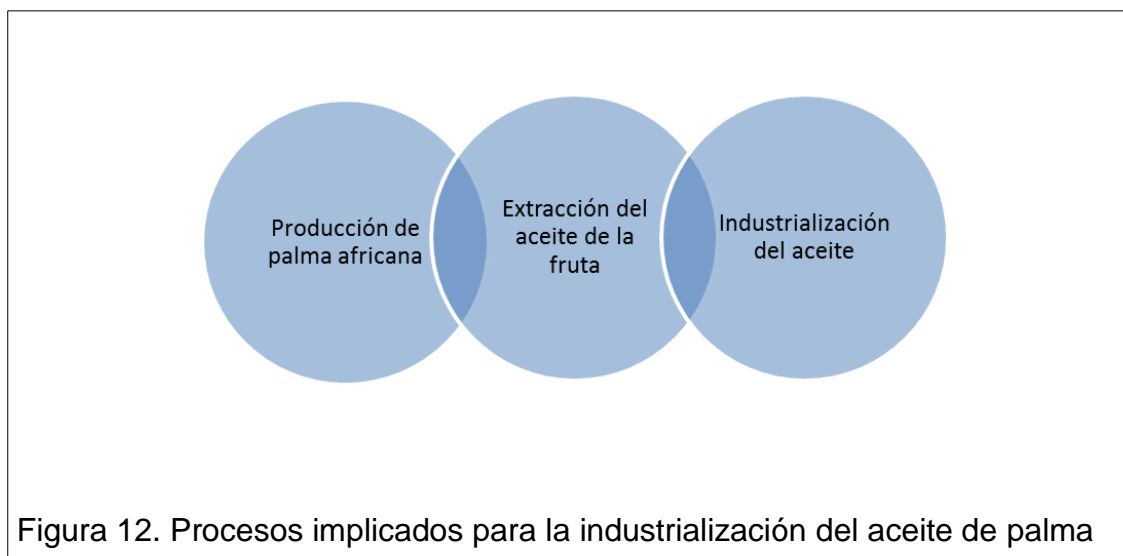 Producción de
palma africana
Extracción del
aceite de la
fruta
Industrialización
del aceite
Figura 12. Procesos implicados para la industrialización del aceite de palma